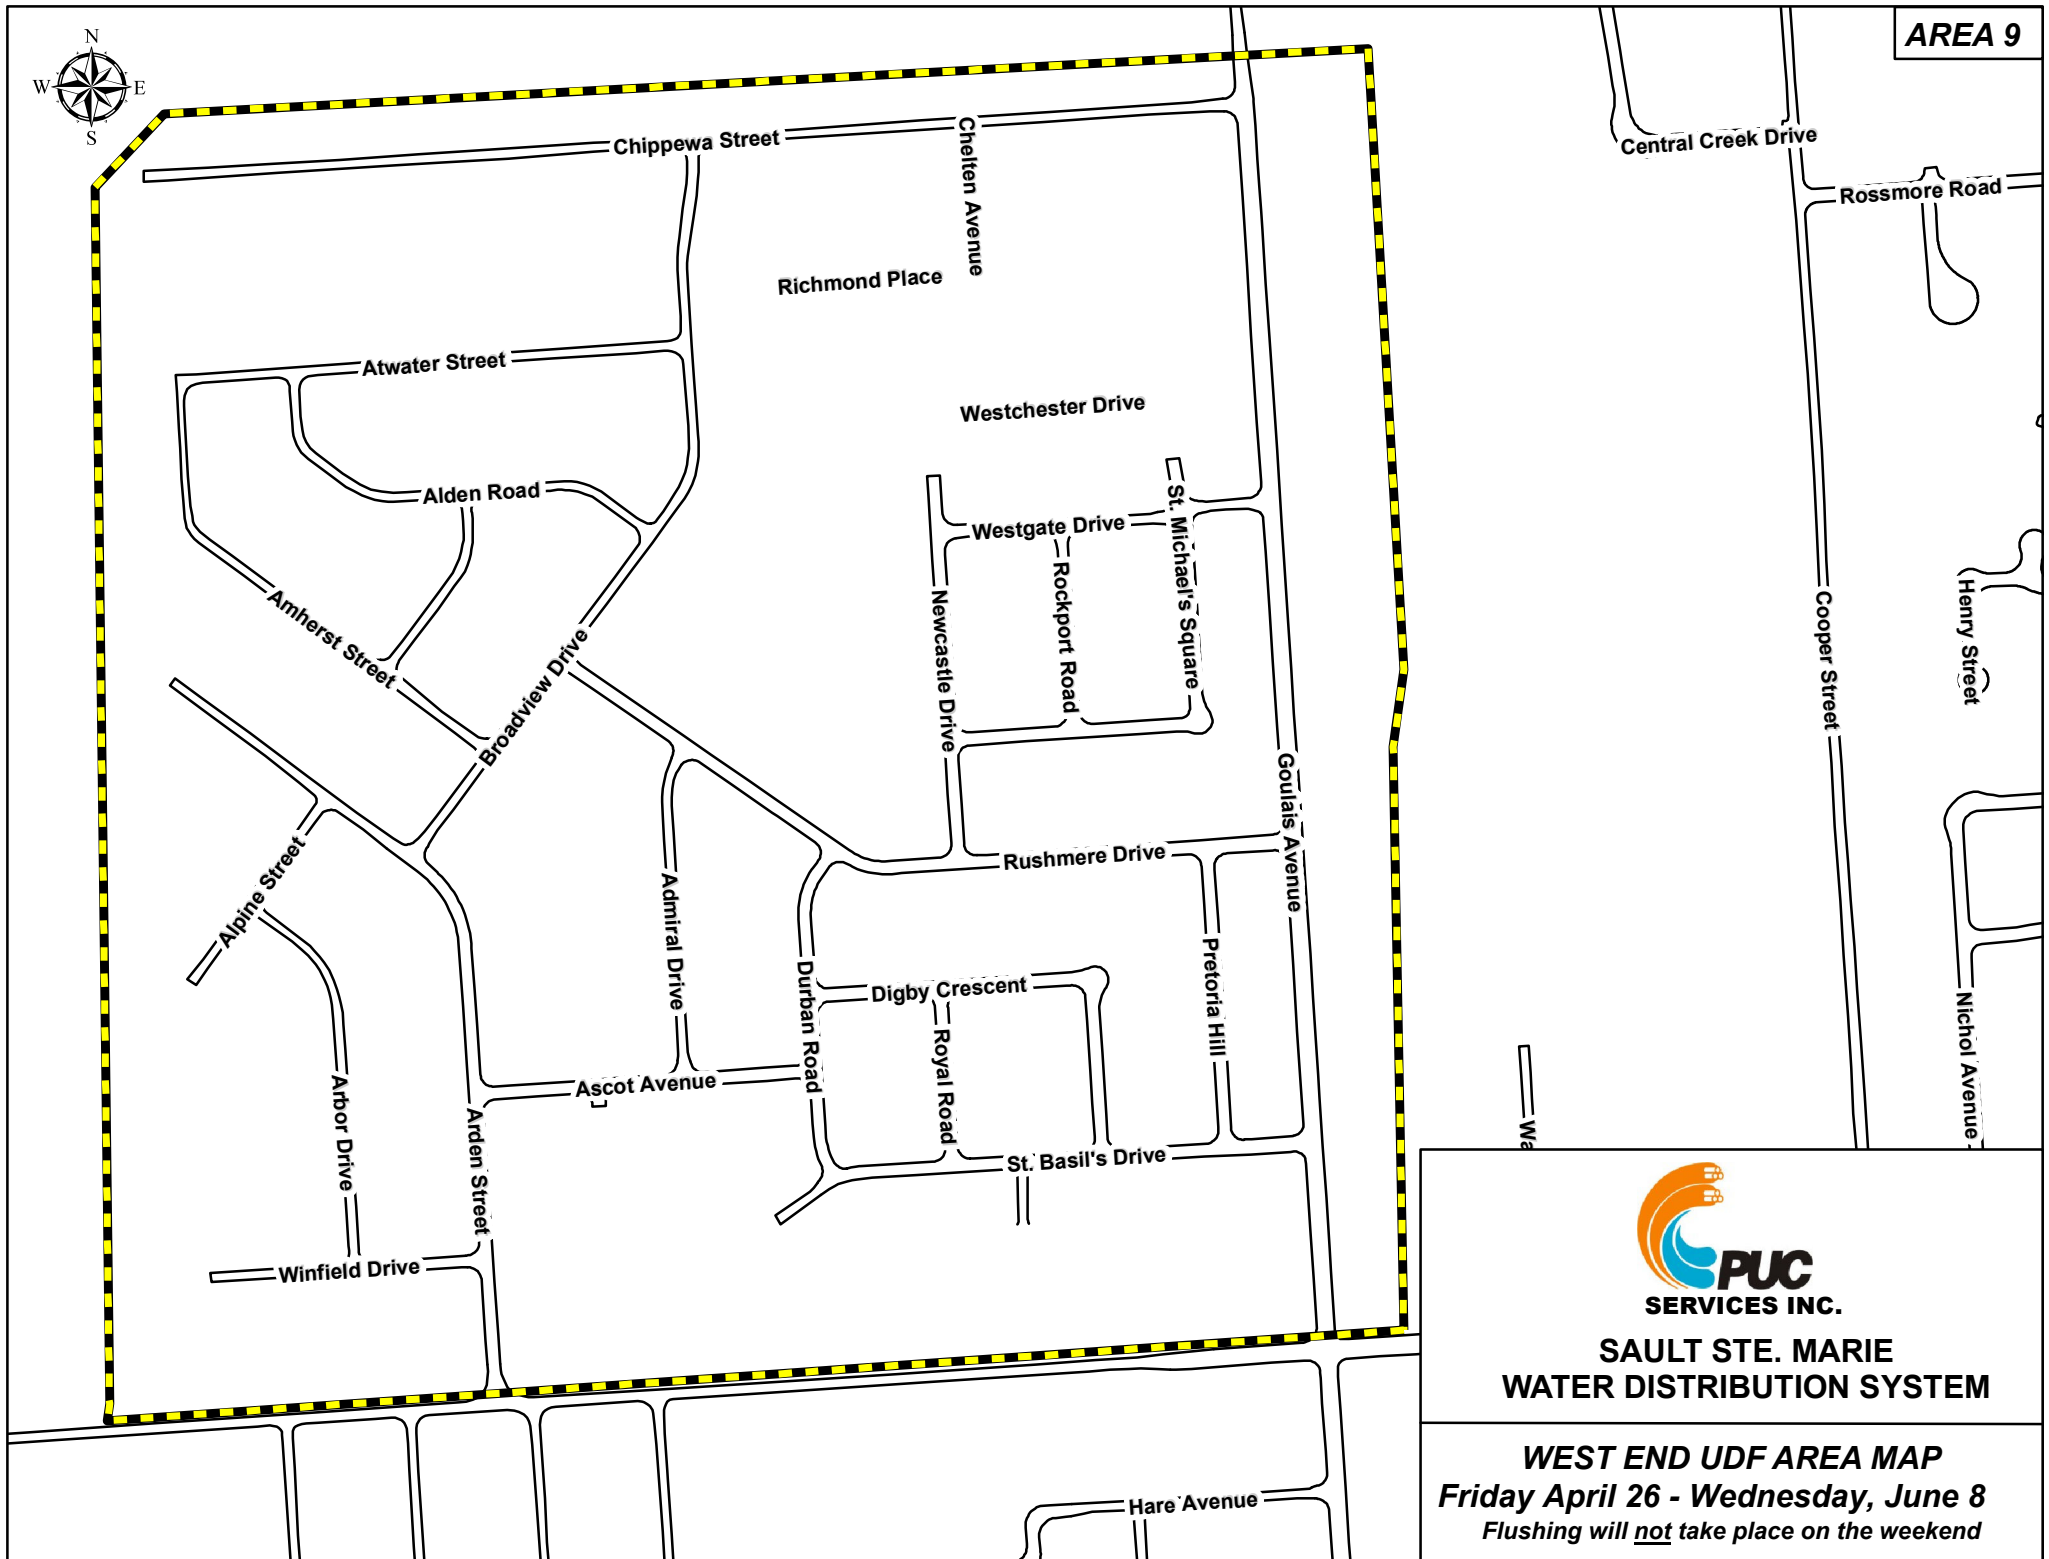 AREA 9
N
W
E
S
Chippewa Street
Chelten Avenue
Central Creek Drive
Rossmore Road
Richmond Place
Atwater Street
Westchester Drive
Alden Road
St. Michael's Square
Westgate Drive
Amherst Street
Broadview Drive
Newcastle Drive
Rockport Road
Cooper Street
Henry Street
Goulais Avenue
Alpine Street
Rushmere Drive
Admiral Drive
Durban Road
Digby Crescent
Pretoria Hill
Nichol Avenue
Royal Road
Ascot Avenue
Arbor Drive
Arden Street
St. Basil's Drive
Wa
Winfield Drive
Hare Avenue
PUC
SERVICES INC.
SAULT STE. MARIE
WATER DISTRIBUTION SYSTEM
WEST END UDF AREA MAP
Friday April 26 - Wednesday, June 8
Flushing will not take place on the weekend